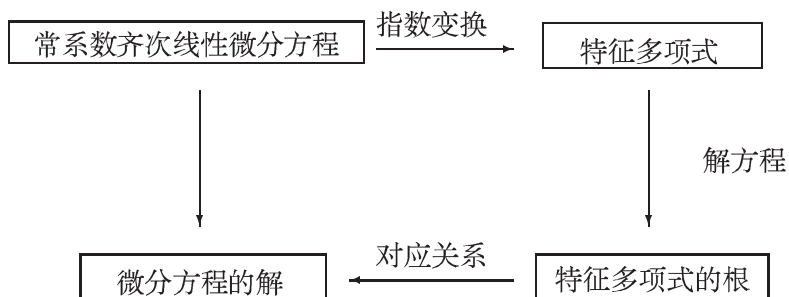 常系数齐次线性微分方程
指数变换
特征多项式
解方程
对应关系
微分方程的解
特征多项式的根